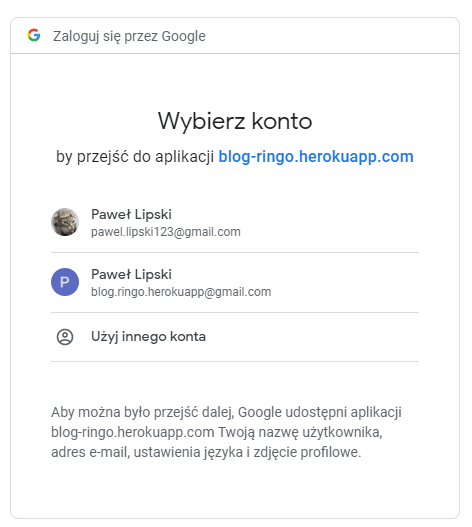 Zaloguj się przez Google
Wybierz konto
by przejść do aplikacji blog-ringo.herokuapp.com
Paweł Lipski
pawel.lipski123@gmail.com
P
Paweł Lipski
blog.ringo.herokuapp@gmail.com
Użyj innego konta
Aby można było przejść dalej, Google udostępni aplikacji
blog-ringo.herokuapp.com Twoją nazwę użytkownika,
adres e-mail, ustawienia języka i zdjęcie profilowe.